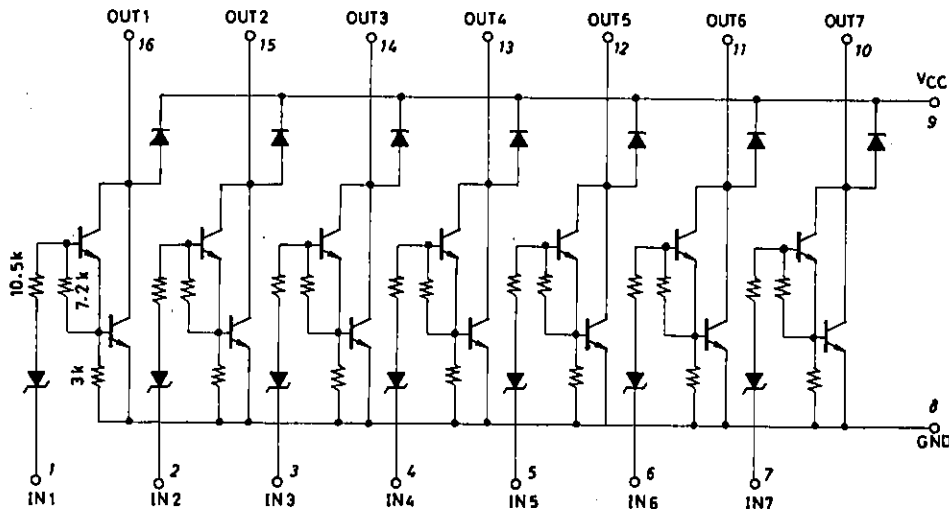 OUT1 OUT2 OUT3 OUT4 OUT5 OUT6 OUT7
16 15 14 13 12 11 10
VCC
9
10.5k
7.2k
3k
8
GND
1 2 3 4 5 6 7
IN1 IN2 IN3 IN4 IN5 IN6 IN7